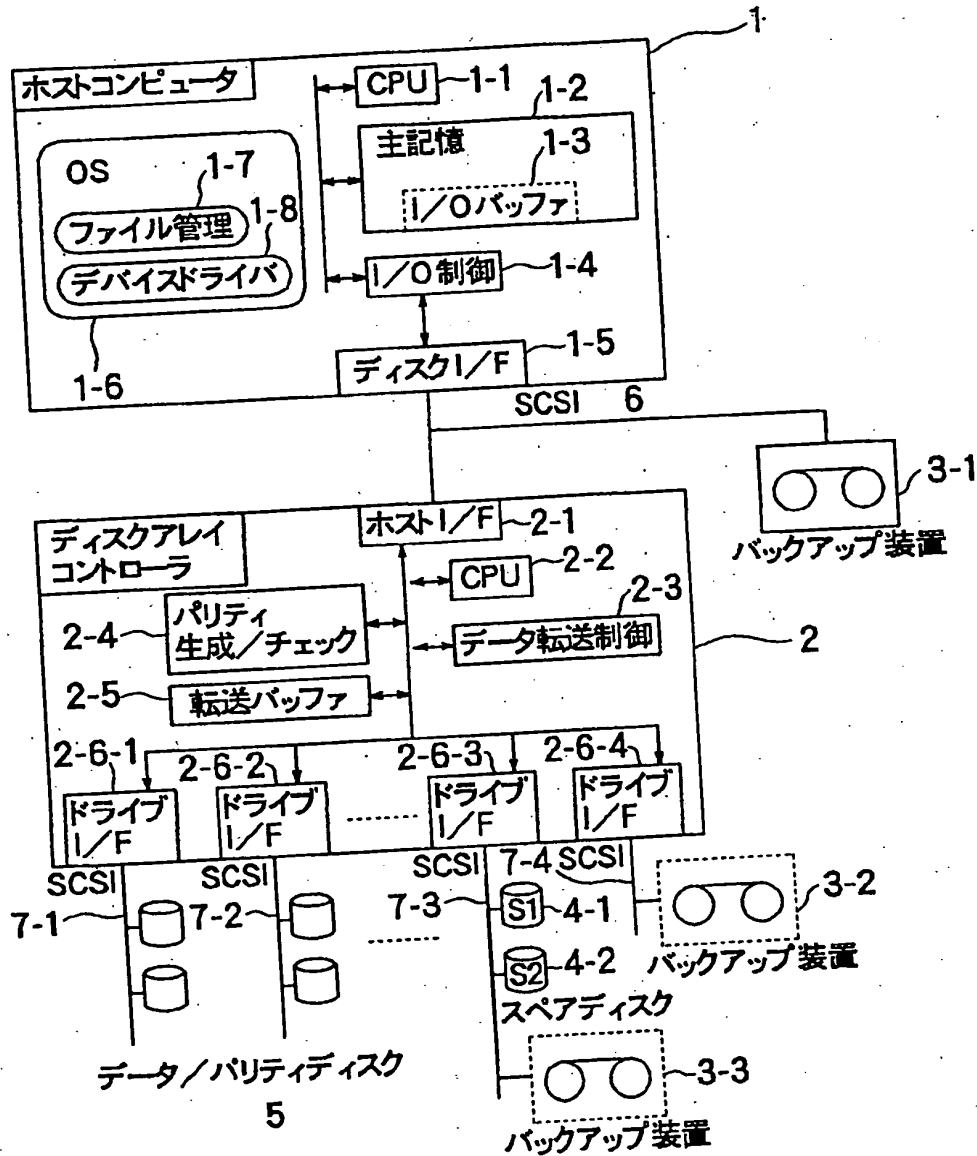 1
ホストコンピュータ
CPU
1-1
1-2
主記憶
1-3
I/Oバッファ
OS
1-7
ファイル管理
1-8
デバイスドライバ
I/O制御
1-4
1-6
ディスクI/F
1-5
SCSI 6
3-1
バックアップ装置
ディスクアレイ
コントローラ
ホストI/F
2-1
CPU
2-2
2-3
データ転送制御
2
2-4
パリティ
生成/チェック
2-5
転送バッファ
2-6-1
2-6-2
2-6-3
2-6-4
ドライブ
I/F
ドライブ
I/F
ドライブ
I/F
ドライブ
I/F
SCSI
SCSI
SCSI
SCSI
7-1
7-2
7-3
7-4
3-2
バックアップ装置
S1
4-1
S2
4-2
スペアディスク
データ/パリティディスク
5
3-3
バックアップ装置